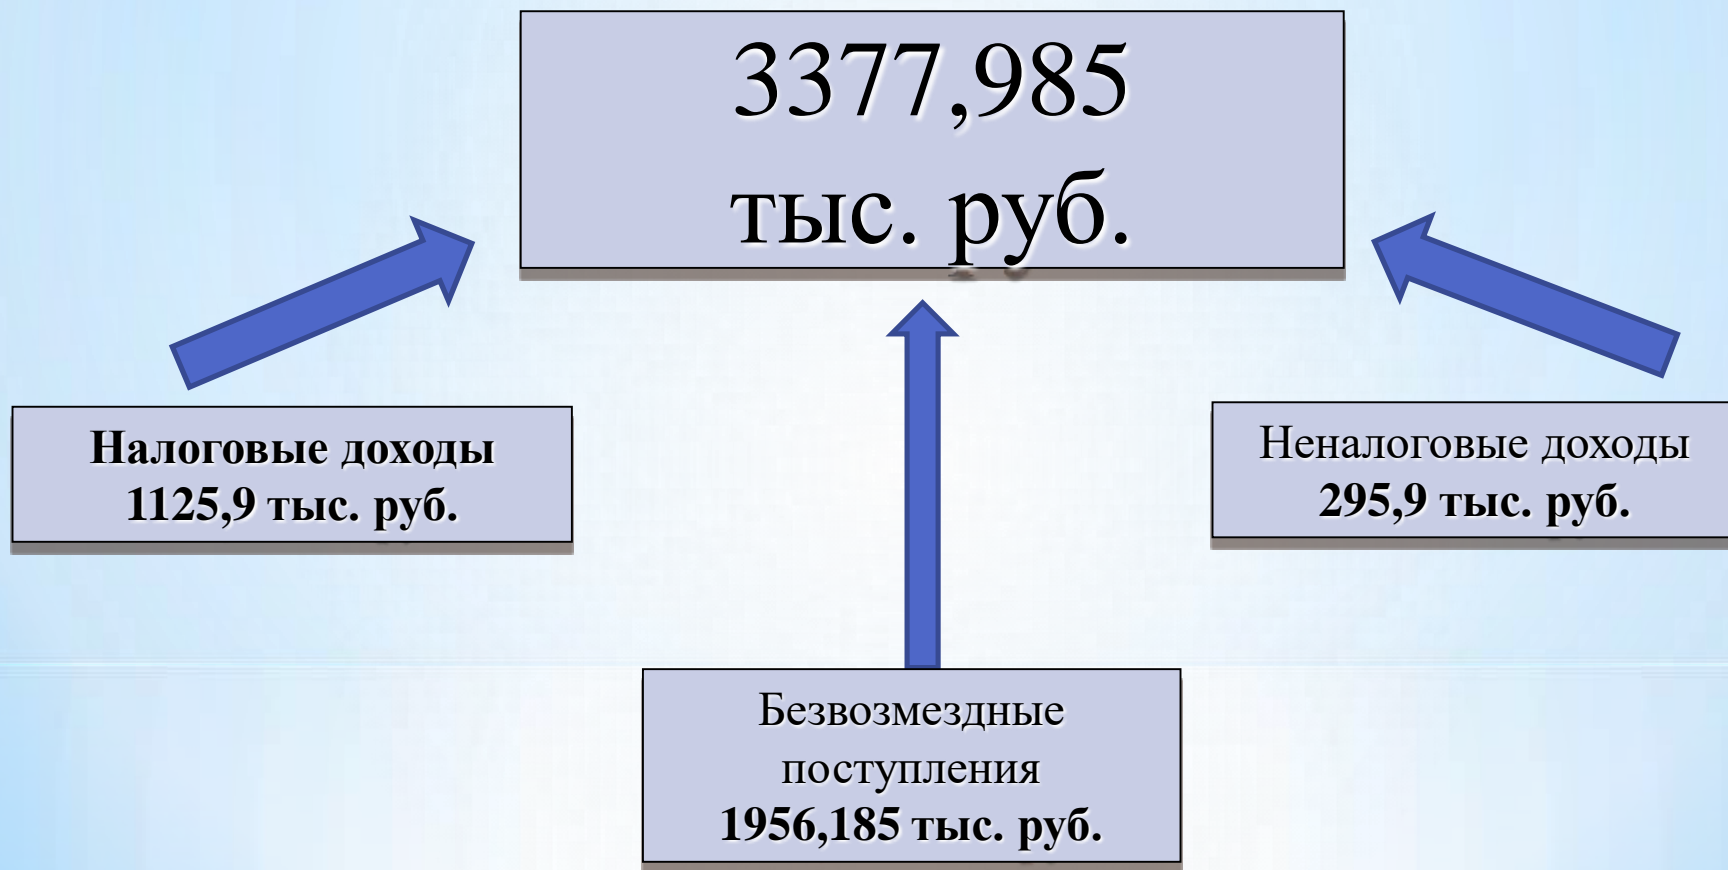 3377,985
тыс. руб.
Налоговые доходы
1125,9 тыс. руб.
Неналоговые доходы
295,9 тыс. руб.
Безвозмездные
поступления
1956,185 тыс. руб.